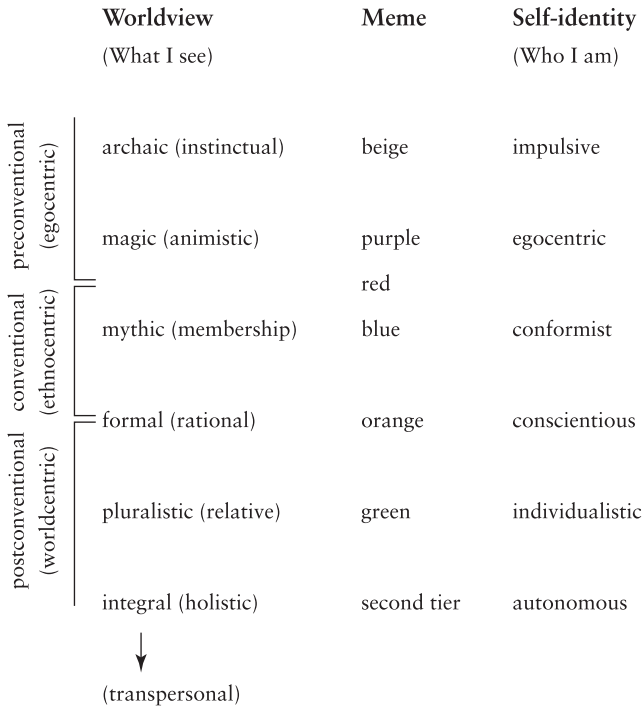 Worldview Meme Self-identity
(What I see) (Who I am)
preconventional
(egocentric)
archaic (instinctual) beige impulsive
magic (animistic) purple egocentric
red
conventional
(ethnocentric)
mythic (membership) blue conformist
formal (rational) orange conscientious
postconventional
(worldcentric)
pluralistic (relative) green individualistic
integral (holistic) second tier autonomous
(transpersonal)